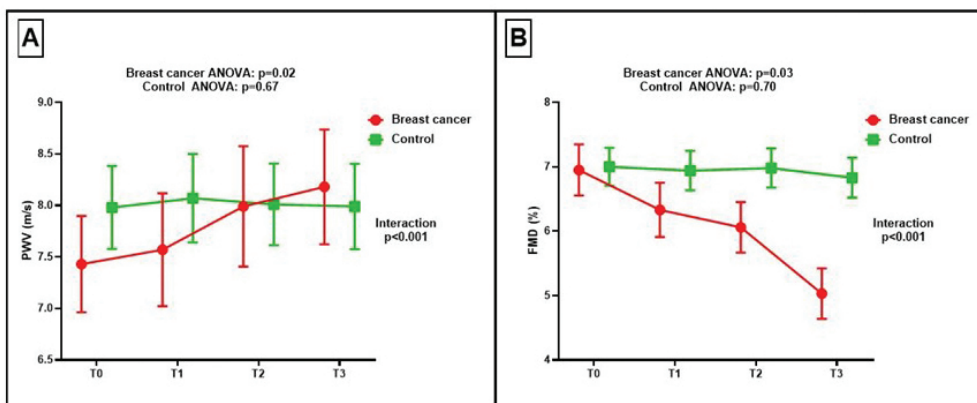 A
Breast cancer ANOVA: p=0.02
Control ANOVA: p=0.67
9.0
8.5
8.0
7.5
7.0
6.5
PWV (m/s)
T0 T1 T2 T3
Breast cancer
Control
Interaction
p<0.001
B
Breast cancer ANOVA: p=0.03
Control ANOVA: p=0.70
8
7
6
5
4
FMD (%)
T0 T1 T2 T3
Breast cancer
Control
Interaction
p<0.001